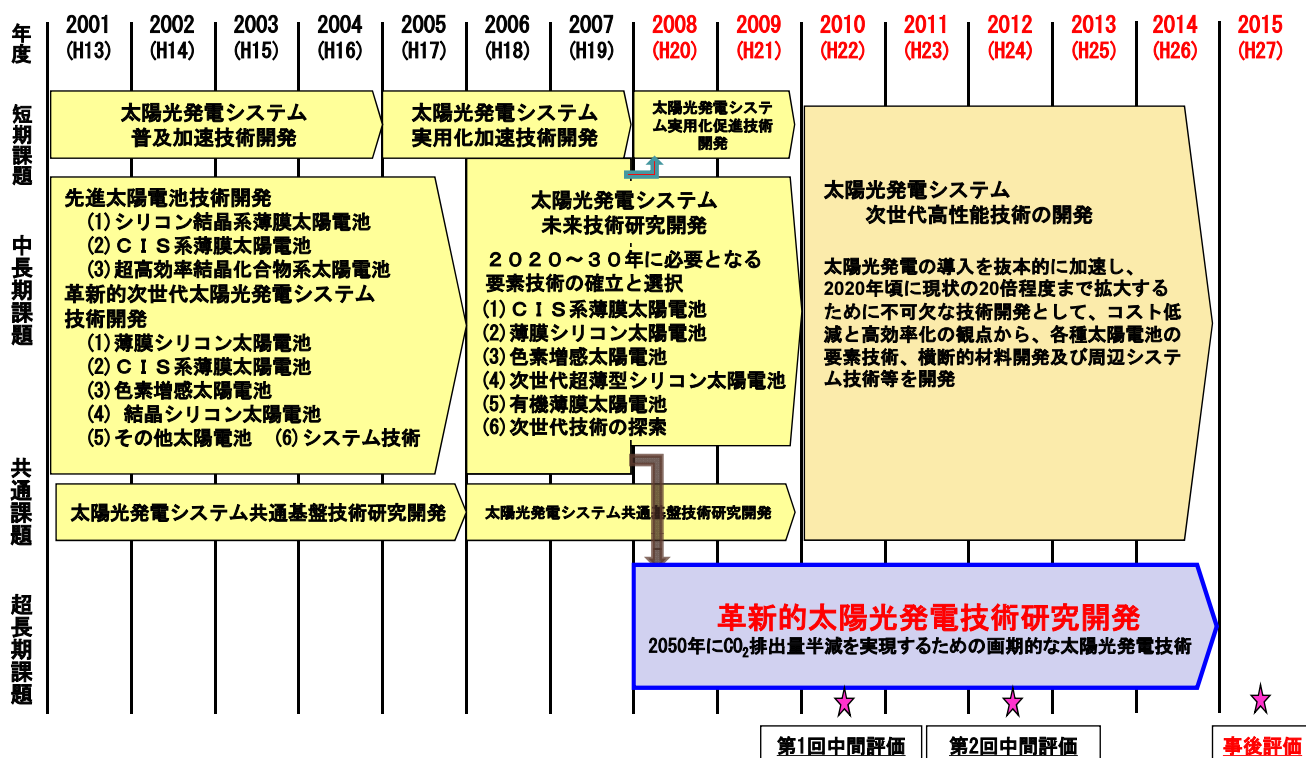 年度
2001 2002 2003 2004 2005 2006 2007 2008 2009 2010 2011 2012 2013 2014 2015
(H13) (H14) (H15) (H16) (H17) (H18) (H19) (H20) (H21) (H22) (H23) (H24) (H25) (H26) (H27)
短期課題
太陽光発電システム
普及加速技術開発
太陽光発電システム
実用化加速技術開発
太陽光発電システ
ム実用化促進技術
開発
中長期課題
先進太陽電池技術開発
(1)シリコン結晶系薄膜太陽電池
(2)CIS系薄膜太陽電池
(3)超高効率結晶化合物系太陽電池
革新的次世代太陽光発電システム
技術開発
(1)薄膜シリコン太陽電池
(2)CIS系薄膜太陽電池
(3)色素増感太陽電池
(4) 結晶シリコン太陽電池
(5)その他太陽電池 (6)システム技術
太陽光発電システム
未来技術研究開発
2020~30年に必要となる
要素技術の確立と選択
(1)CIS系薄膜太陽電池
(2)薄膜シリコン太陽電池
(3)色素増感太陽電池
(4)次世代超薄型シリコン太陽電池
(5)有機薄膜太陽電池
(6)次世代技術の探索
太陽光発電システム
次世代高性能技術の開発
太陽光発電の導入を抜本的に加速し、
2020年頃に現状の20倍程度まで拡大する
ために不可欠な技術開発として、コスト低
減と高効率化の観点から、各種太陽電池の
要素技術、横断的材料開発及び周辺システ
ム技術等を開発
共通課題
太陽光発電システム共通基盤技術研究開発
太陽光発電システム共通基盤技術研究開発
超長期課題
革新的太陽光発電技術研究開発
2050年にCO₂排出量半減を実現するための画期的な太陽光発電技術
第1回中間評価
第2回中間評価
事後評価